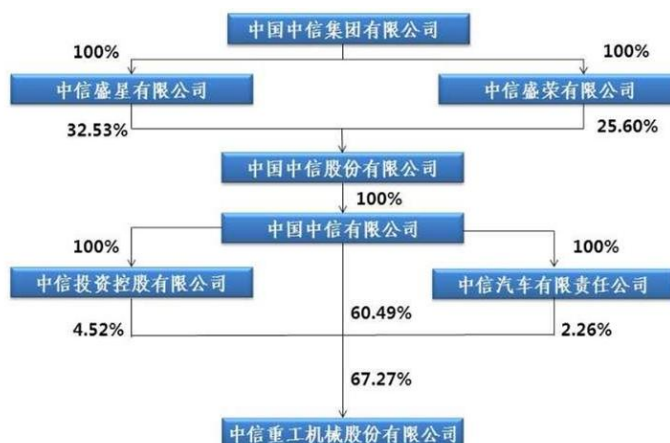 中国中信集团有限公司
100%
100%
中信盛星有限公司
中信盛荣有限公司
32.53%
25.60%
中国中信股份有限公司
100%
中国中信有限公司
100%
100%
中信投资控股有限公司
中信汽车有限责任公司
60.49%
4.52%
2.26%
67.27%
中信重工机械股份有限公司